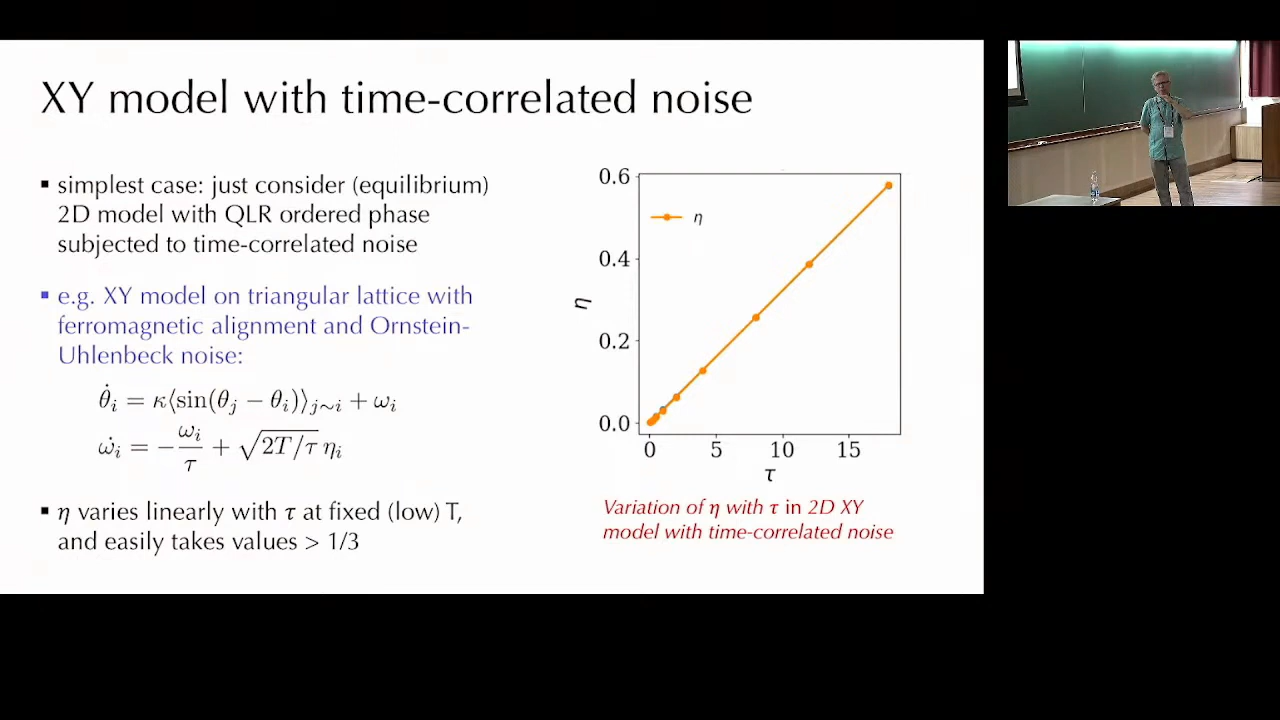 XY model with time-correlated noise
▪ simplest case: just consider (equilibrium)
2D model with QLR ordered phase
subjected to time-correlated noise
▪ e.g. XY model on triangular lattice with
ferromagnetic alignment and Ornstein-
Uhlenbeck noise:
θ̇ᵢ = κ⟨sin(θⱼ − θᵢ)⟩ⱼ∼ᵢ + ωᵢ
ω̇ᵢ = −ωᵢ/τ + √(2T/τ) ηᵢ
▪ η varies linearly with τ at fixed (low) T,
and easily takes values > 1/3
0.6
0.4
0.2
0.0
η
η
0 5 10 15
τ
Variation of η with τ in 2D XY
model with time-correlated noise